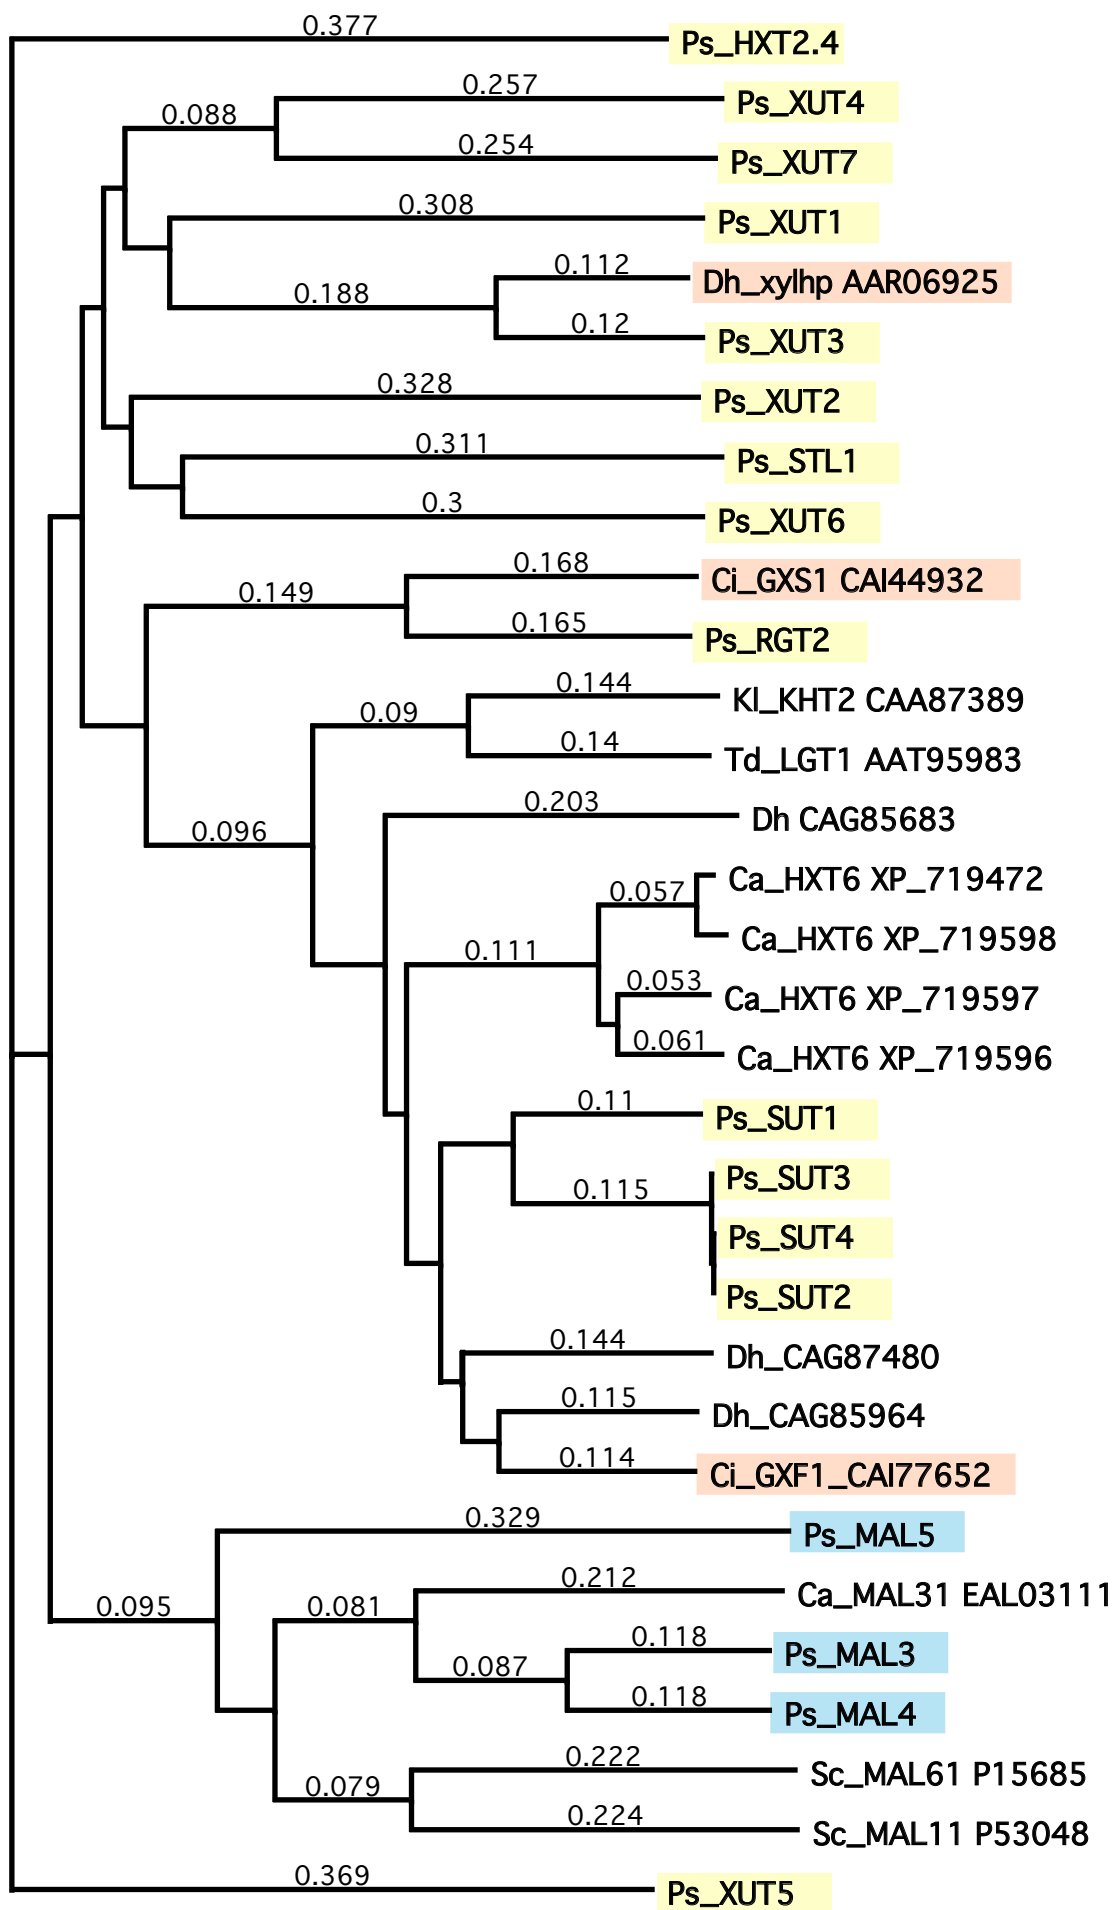 0.377
Ps_HXT2.4
0.257
Ps_XUT4
0.088
0.254
Ps_XUT7
0.308
Ps_XUT1
0.112
Dh_xylhp AAR06925
0.188
0.12
Ps_XUT3
0.328
Ps_XUT2
0.311
Ps_STL1
0.3
Ps_XUT6
0.168
Ci_GXS1 CAI44932
0.149
0.165
Ps_RGT2
0.144
Kl_KHT2 CAA87389
0.09
0.14
Td_LGT1 AAT95983
0.203
Dh CAG85683
0.096
Ca_HXT6 XP_719472
0.057
Ca_HXT6 XP_719598
0.111
0.053
Ca_HXT6 XP_719597
0.061
Ca_HXT6 XP_719596
0.11
Ps_SUT1
Ps_SUT3
0.115
Ps_SUT4
Ps_SUT2
0.144
Dh_CAG87480
0.115
Dh_CAG85964
0.114
Ci_GXF1_CAI77652
0.329
Ps_MAL5
0.212
Ca_MAL31 EAL03111
0.095
0.081
0.118
Ps_MAL3
0.087
0.118
Ps_MAL4
0.222
Sc_MAL61 P15685
0.079
0.224
Sc_MAL11 P53048
0.369
Ps_XUT5